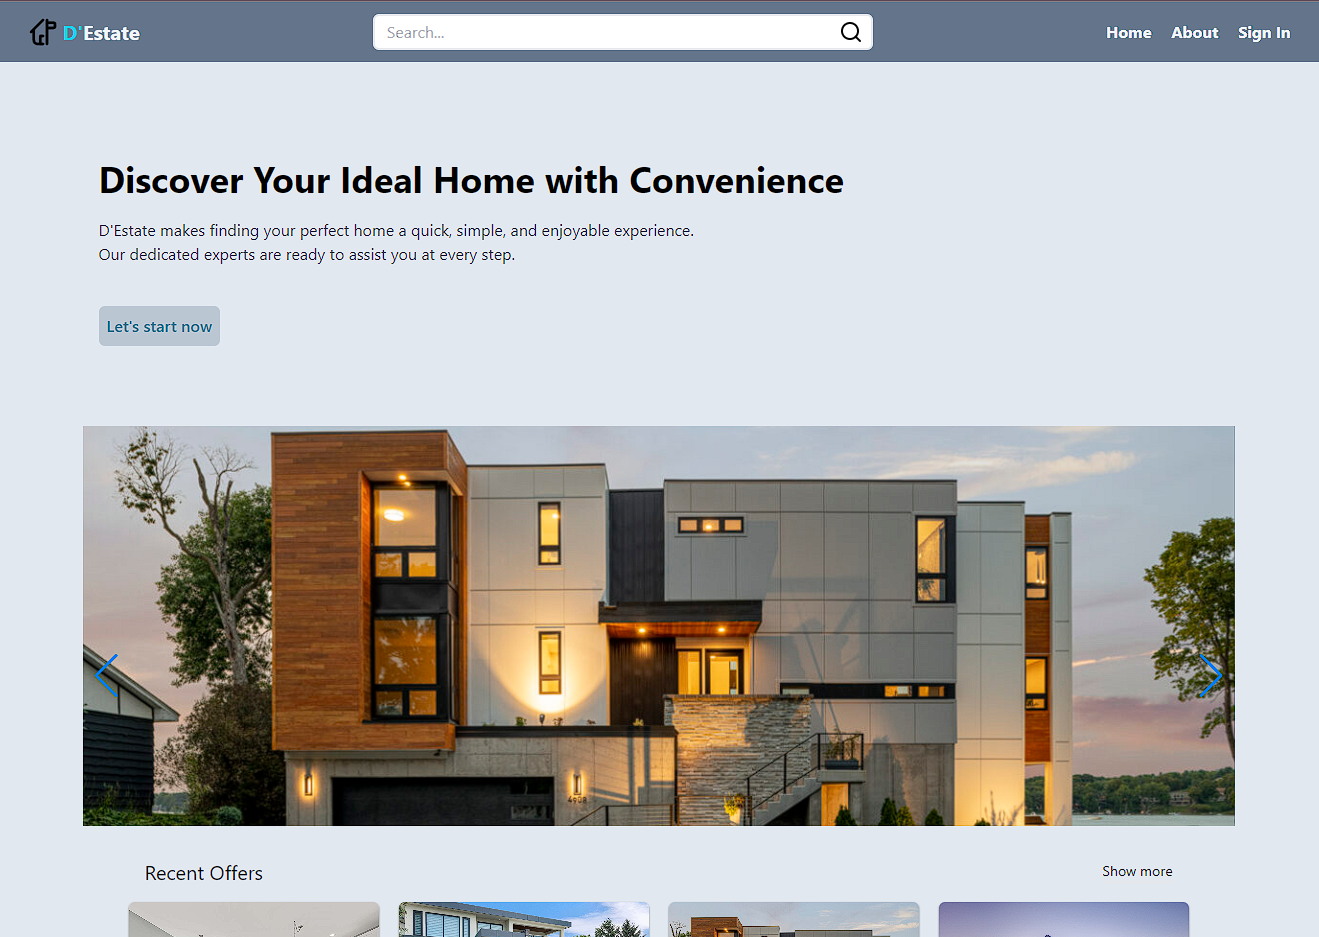 D'Estate
Search...
Home
About
Sign In
Discover Your Ideal Home with Convenience
D'Estate makes finding your perfect home a quick, simple, and enjoyable experience.
Our dedicated experts are ready to assist you at every step.
Let's start now
4908
Recent Offers
Show more